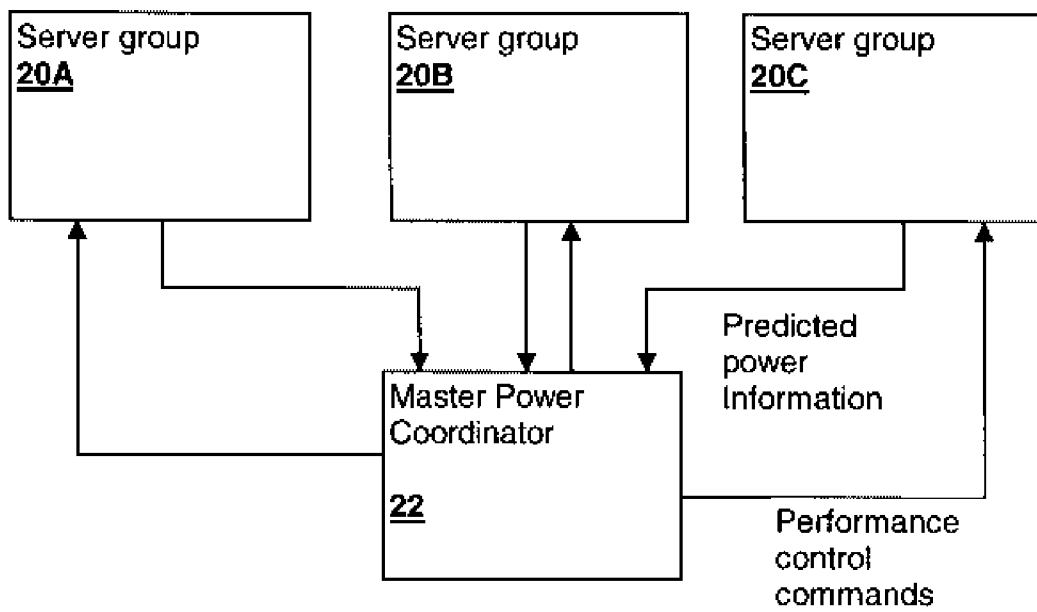 Server group
20A
Server group
20B
Server group
20C
Predicted
power
Information
Master Power
Coordinator
22
Performance
control
commands